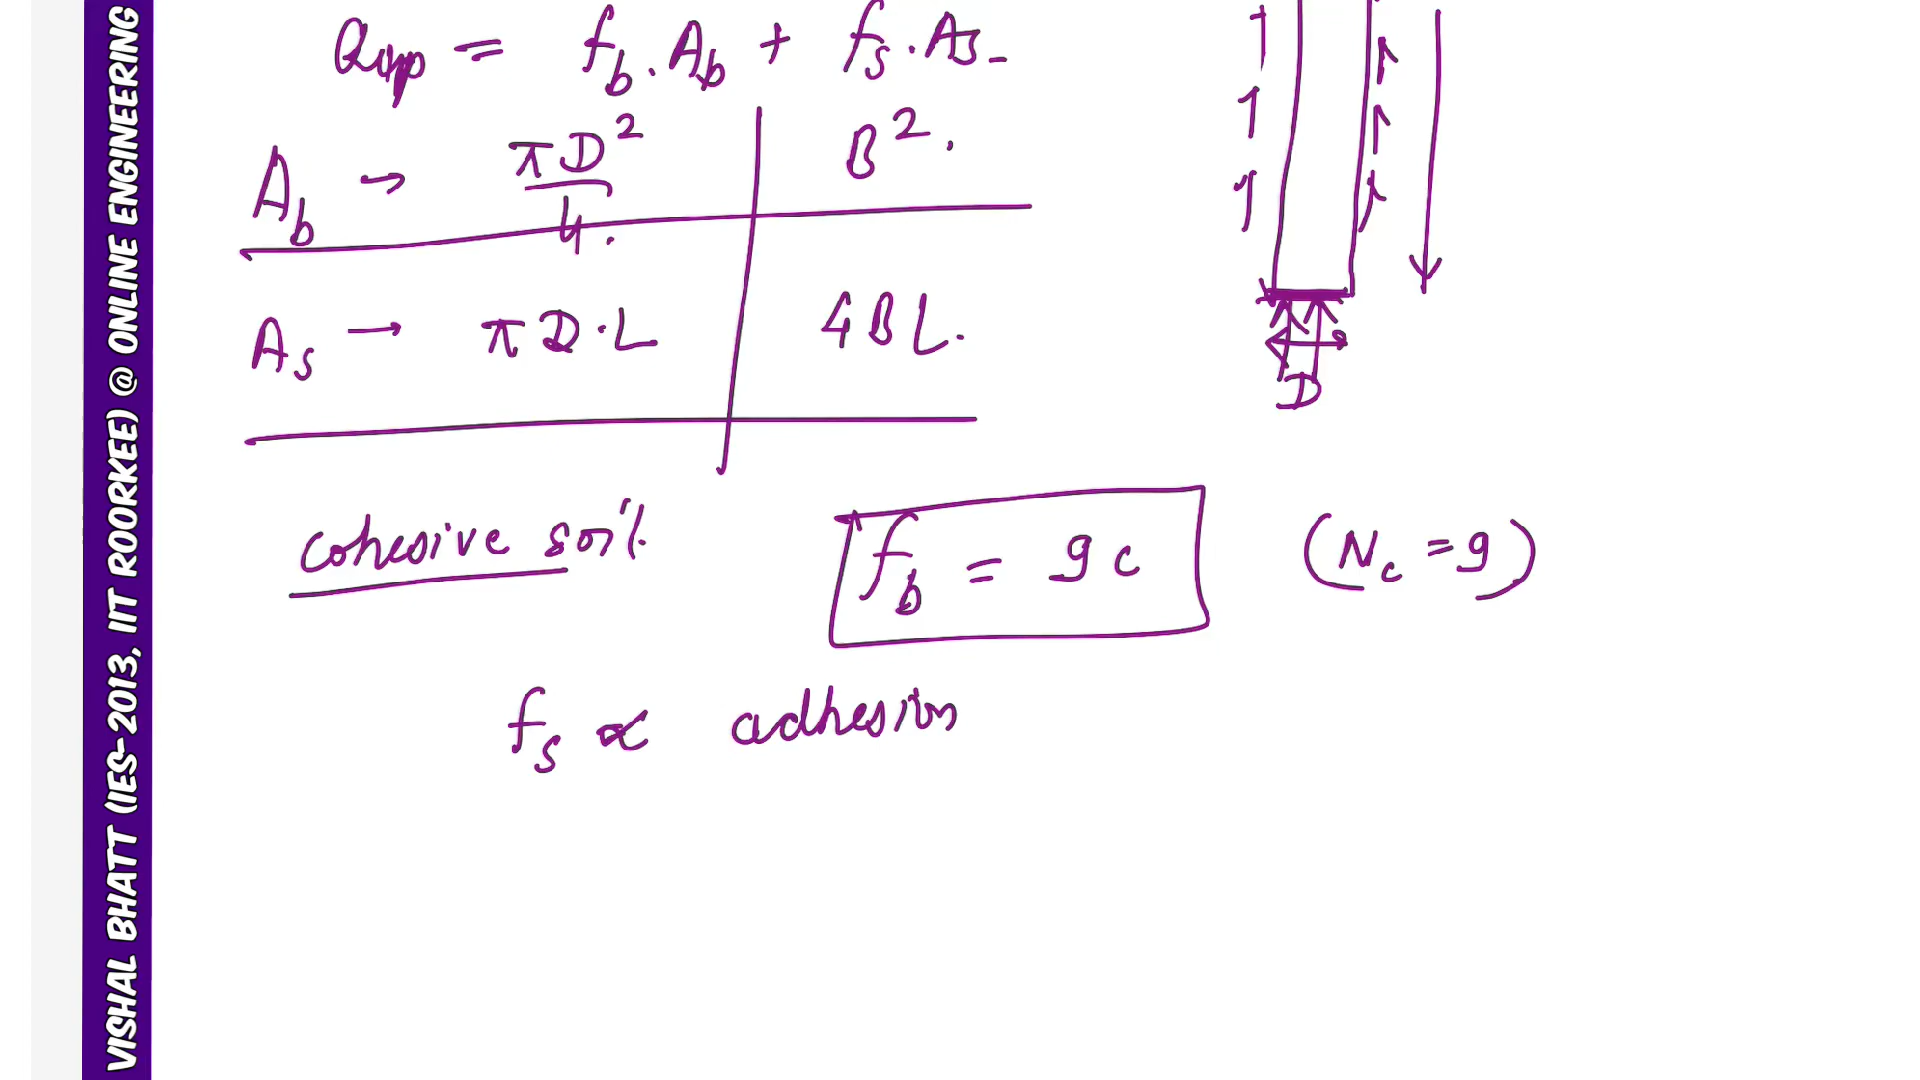 VISHAL BHATT (IES-2013, IIT ROORKEE) @ ONLINE ENGINEERING
Qup = fb.Ab + fs.As
Ab → πD²/4. B².
As → πD·L 4BL.
D
cohesive soil. fb = 9c (Nc = 9)
fs ∝ adhesion